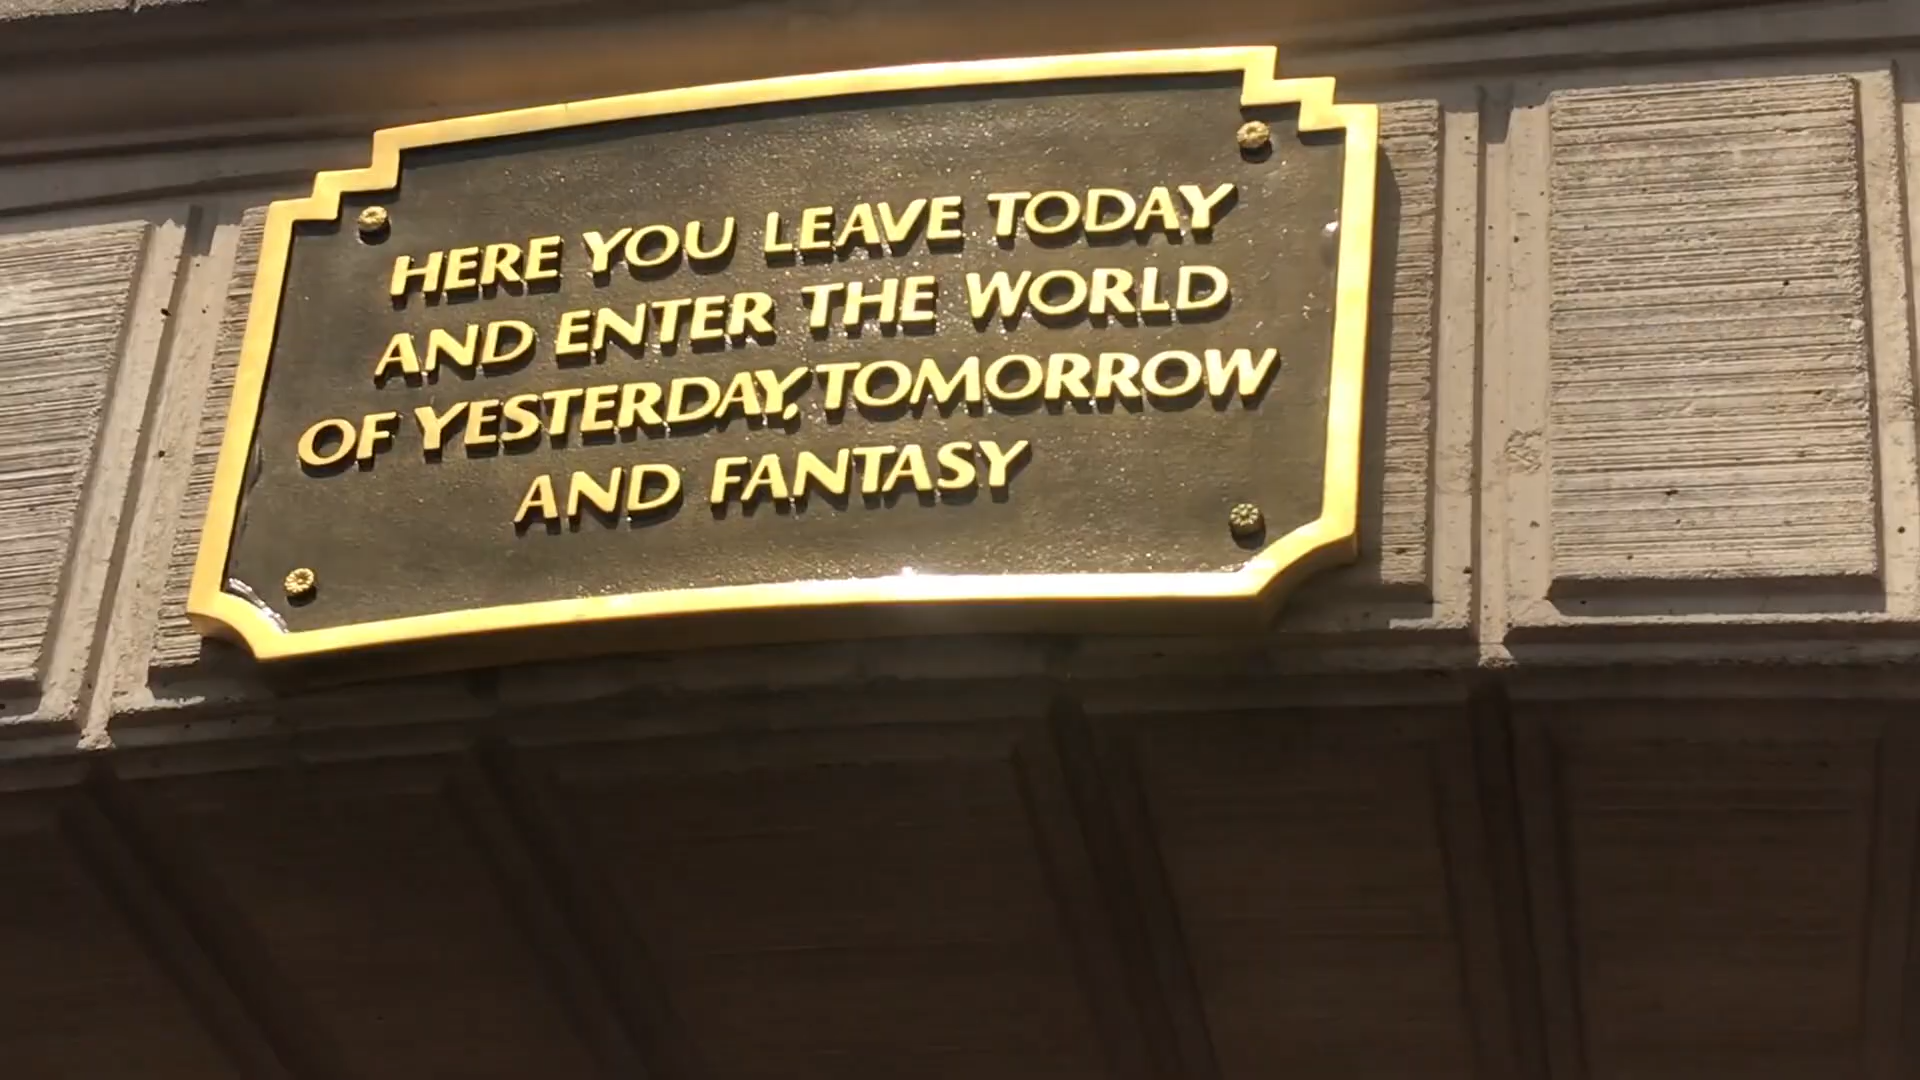 HERE YOU LEAVE TODAY
AND ENTER THE WORLD
OF YESTERDAY, TOMORROW
AND FANTASY